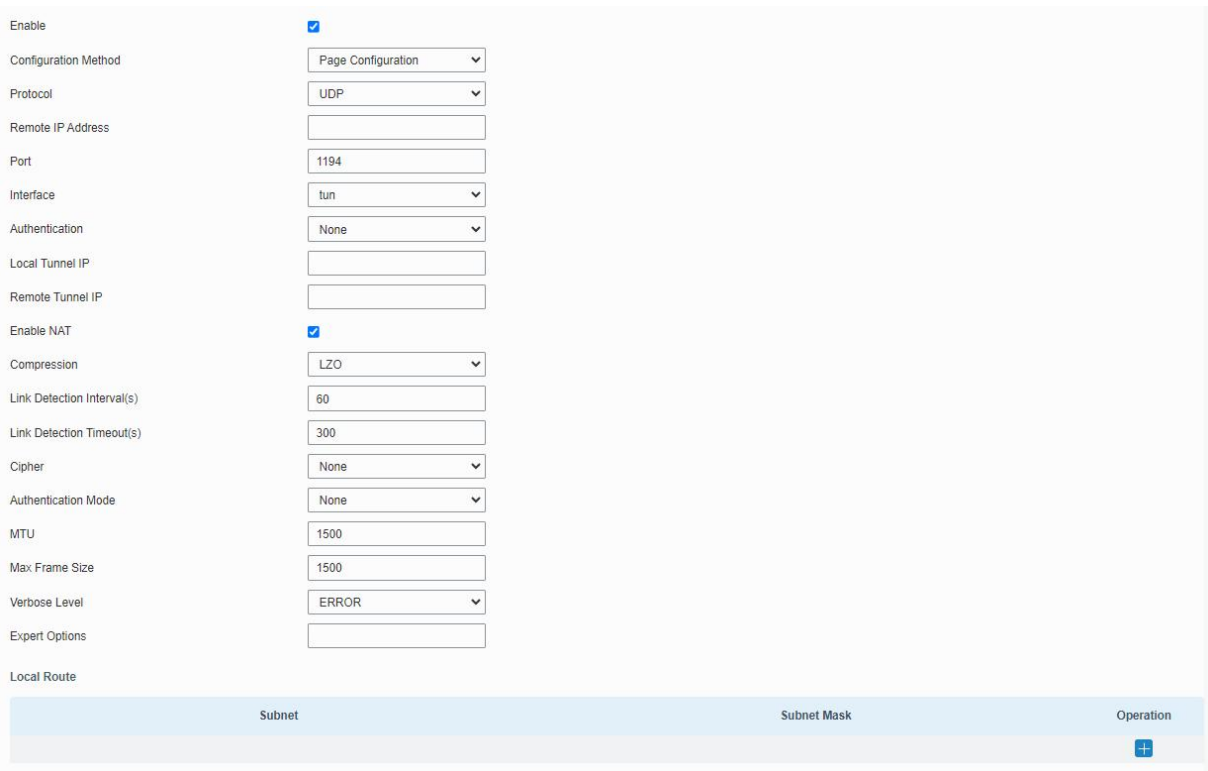 Enable
Configuration Method Page Configuration
Protocol UDP
Remote IP Address
Port 1194
Interface tun
Authentication None
Local Tunnel IP
Remote Tunnel IP
Enable NAT
Compression LZO
Link Detection Interval(s) 60
Link Detection Timeout(s) 300
Cipher None
Authentication Mode None
MTU 1500
Max Frame Size 1500
Verbose Level ERROR
Expert Options
Local Route
Subnet Subnet Mask Operation